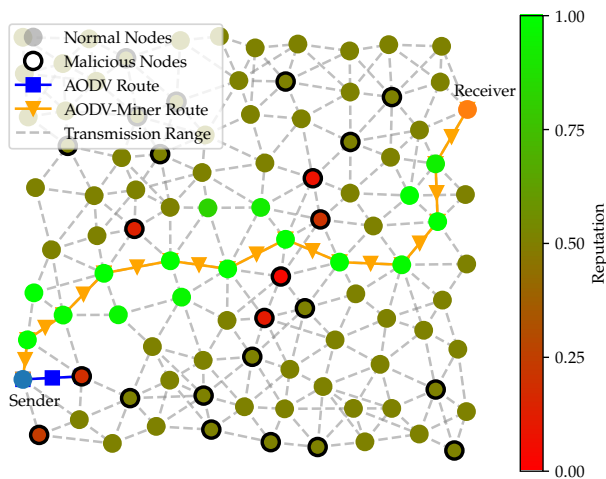 Normal Nodes
Malicious Nodes
AODV Route
AODV-Miner Route
Transmission Range
Receiver
Sender
1.00
0.75
0.50
0.25
0.00
Reputation